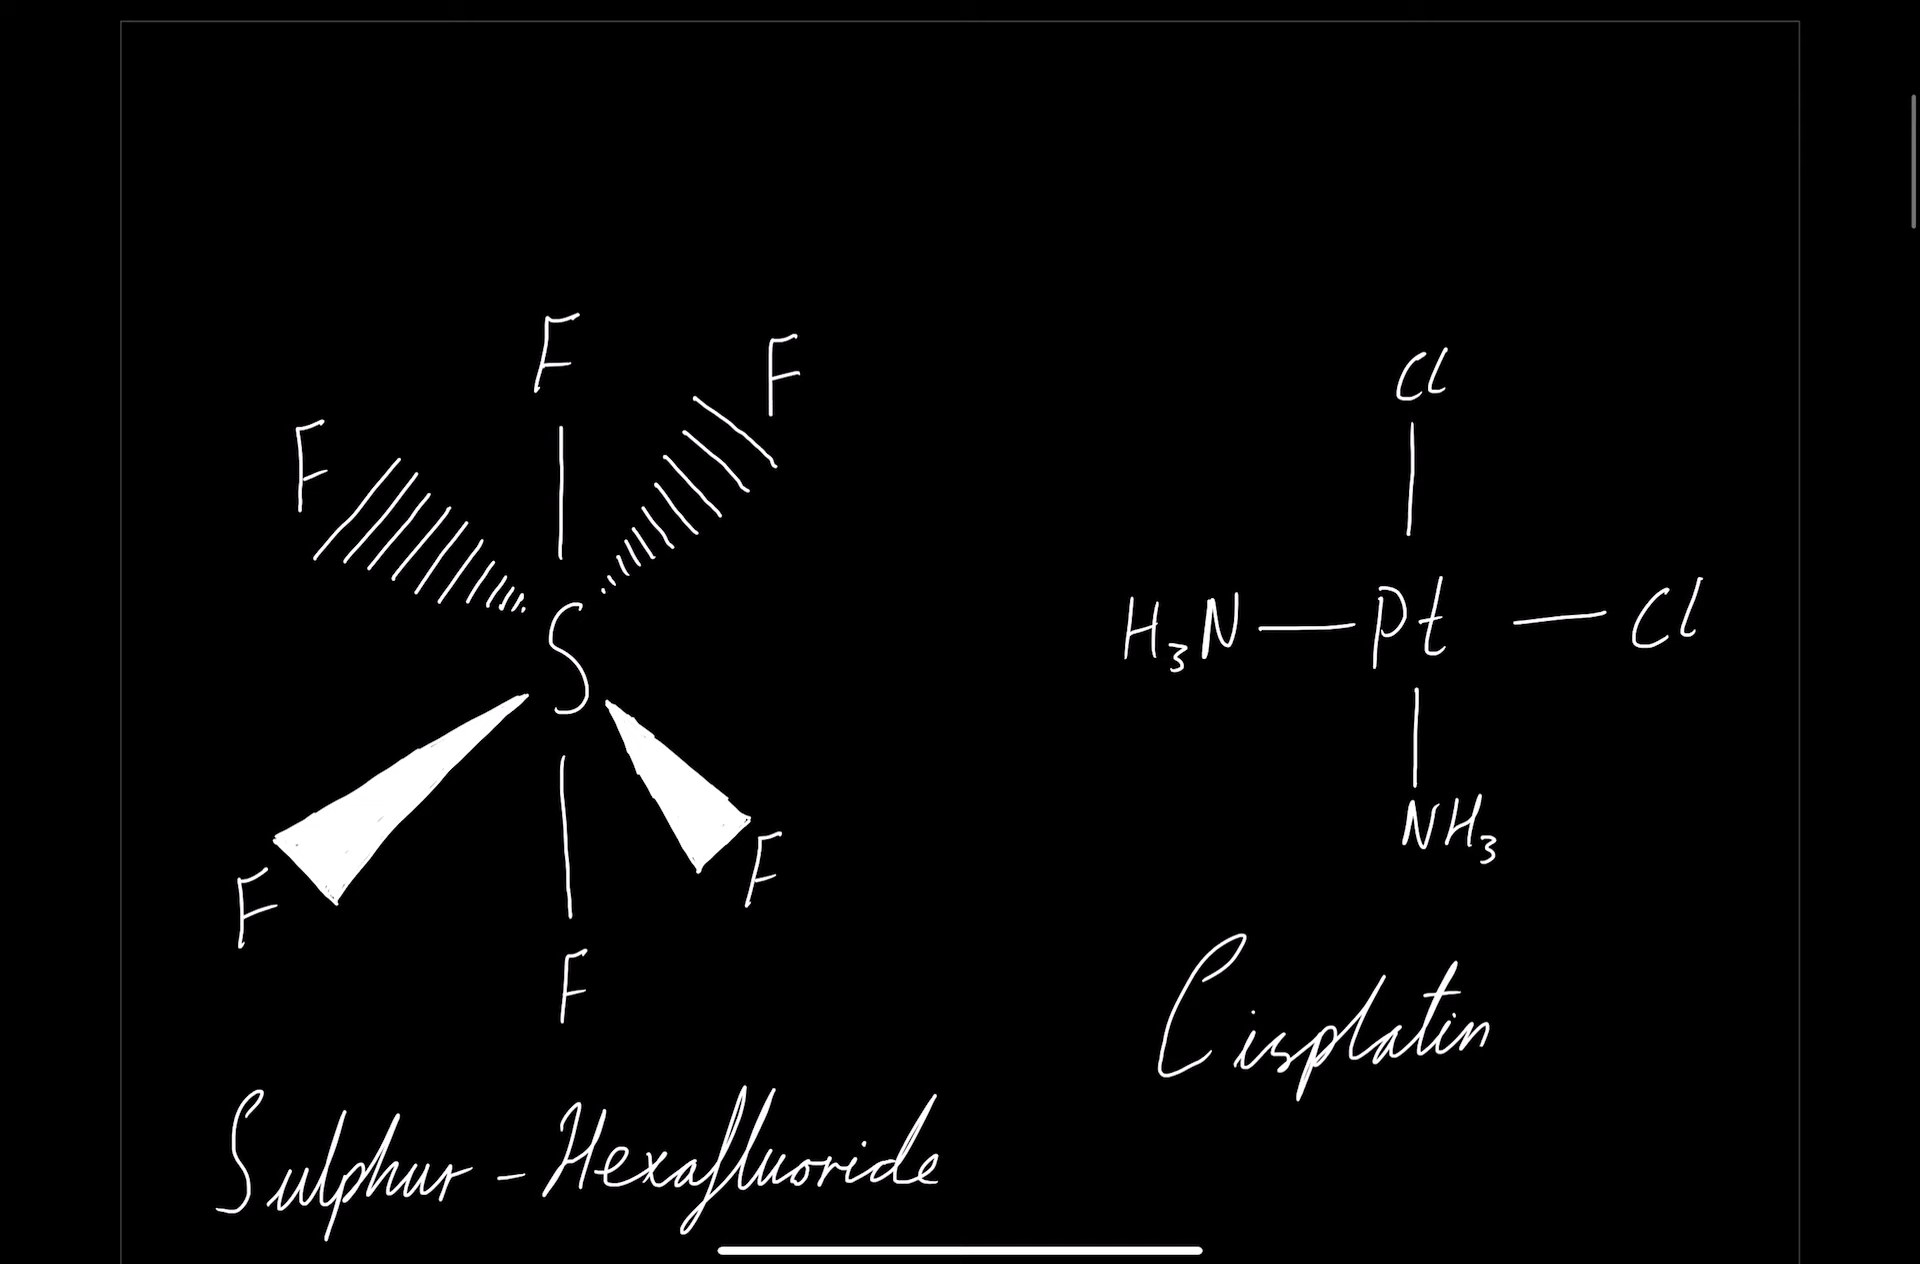 F
F
F
S
F
F
F
Sulphur - Hexafluoride
Cl
H₃N — Pt — Cl
NH₃
Cisplatin